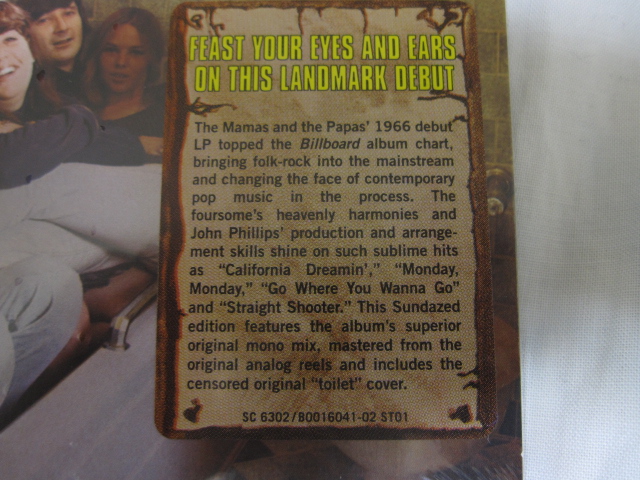 FEAST YOUR EYES AND EARS
ON THIS LANDMARK DEBUT
The Mamas and the Papas' 1966 debut
LP topped the Billboard album chart,
bringing folk-rock into the mainstream
and changing the face of contemporary
pop music in the process. The
foursome's heavenly harmonies and
John Phillips' production and arrange-
ment skills shine on such sublime hits
as "California Dreamin'," "Monday,
Monday," "Go Where You Wanna Go"
and "Straight Shooter." This Sundazed
edition features the album's superior
original mono mix, mastered from the
original analog reels and includes the
censored original "toilet" cover.
SC 6302/B0016041-02 ST01